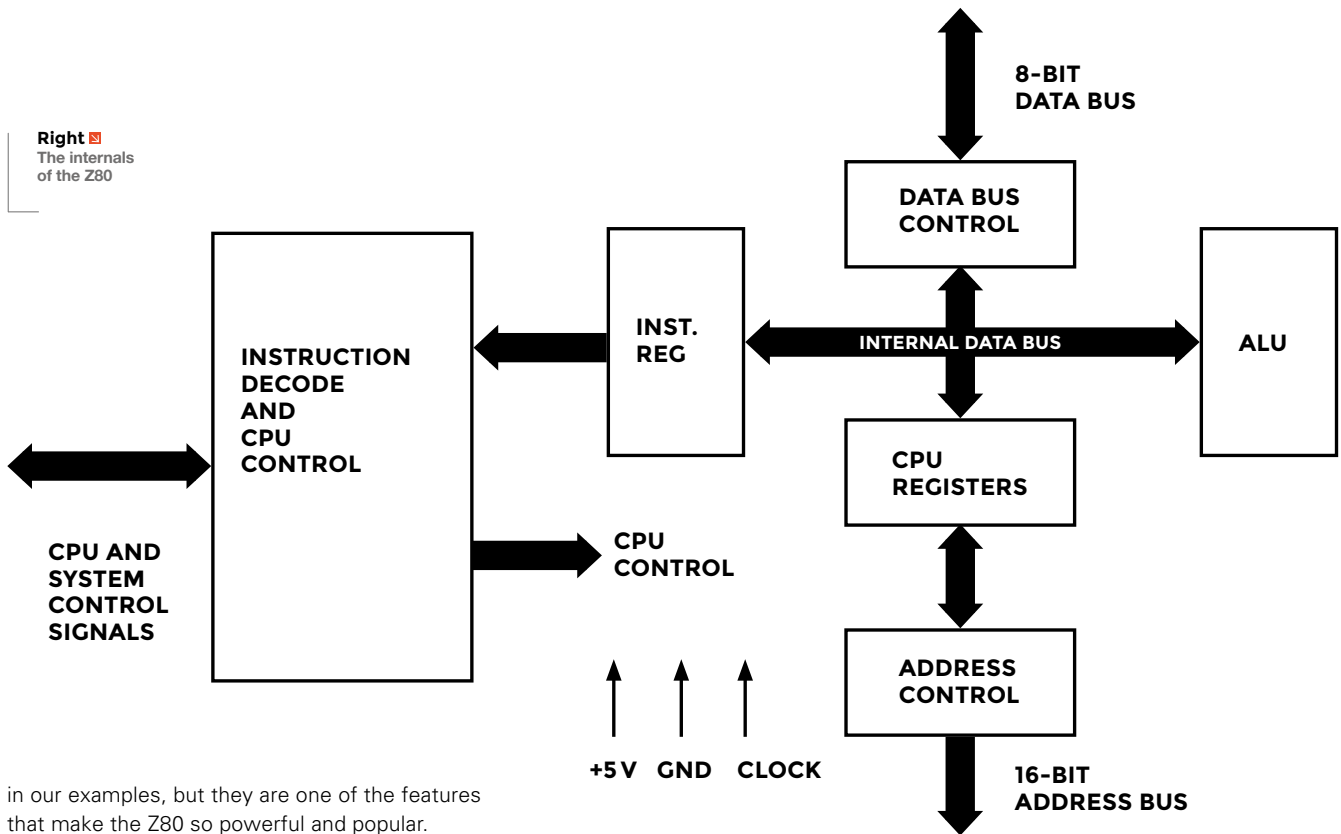 Right
The internals
of the Z80
8-BIT
DATA BUS
DATA BUS
CONTROL
INSTRUCTION
DECODE
AND
CPU
CONTROL
INST.
REG
INTERNAL DATA BUS
ALU
CPU
REGISTERS
CPU AND
SYSTEM
CONTROL
SIGNALS
CPU
CONTROL
ADDRESS
CONTROL
+5 V GND CLOCK
16-BIT
ADDRESS BUS
in our examples, but they are one of the features
that make the Z80 so powerful and popular.